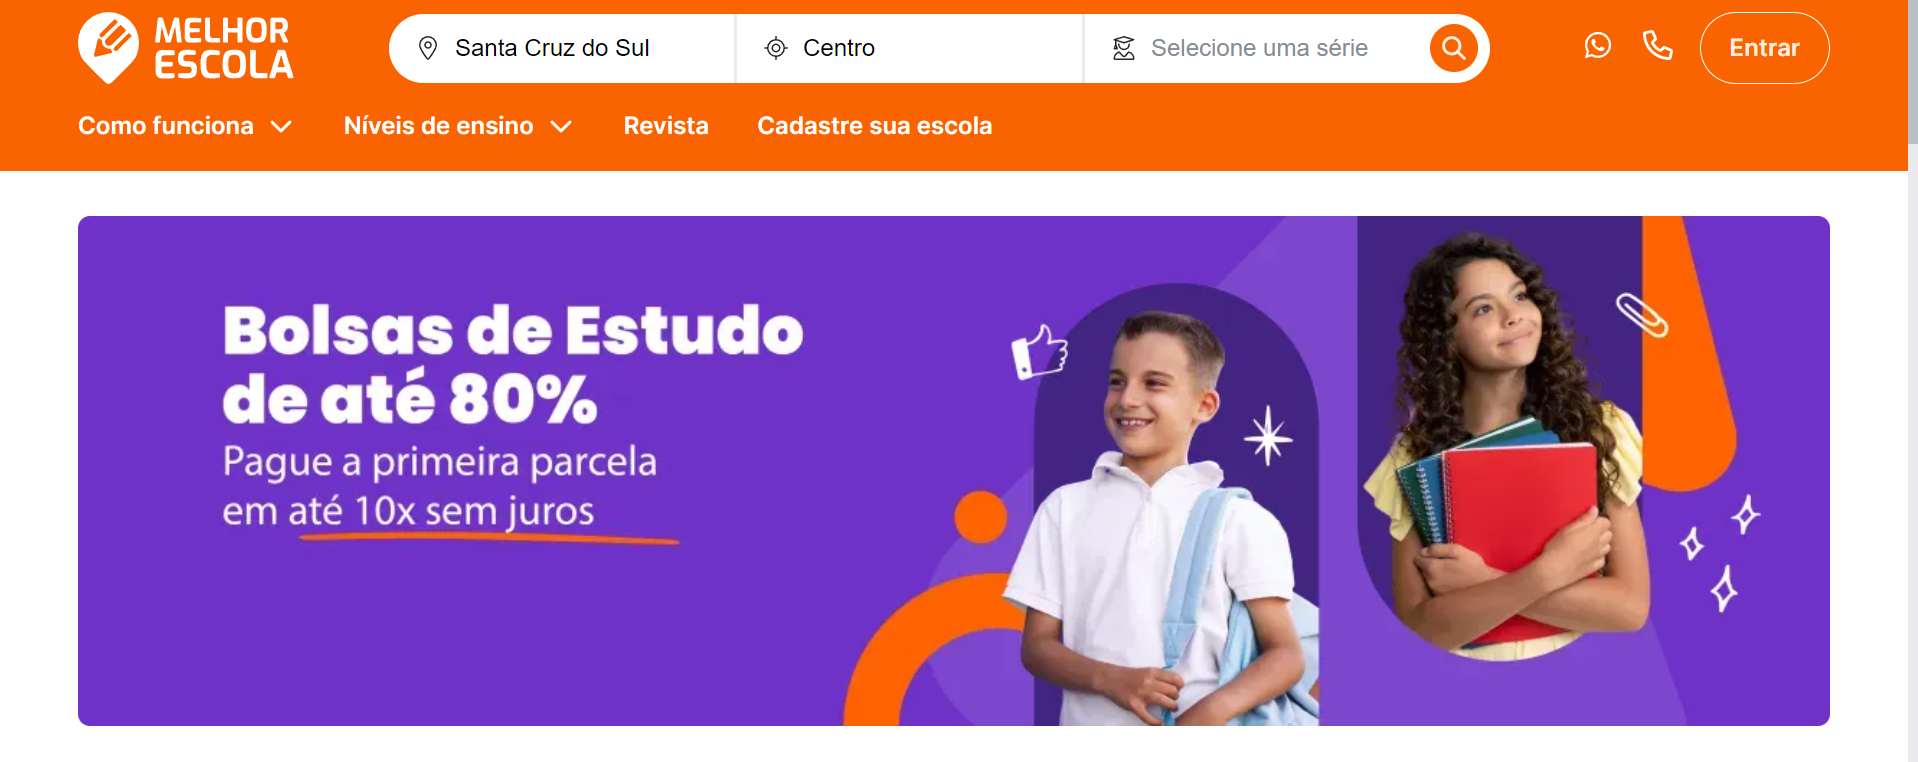 MELHOR
ESCOLA
Santa Cruz do Sul
Centro
Selecione uma série
Entrar
Como funciona
Níveis de ensino
Revista
Cadastre sua escola
Bolsas de Estudo
de até 80%
Pague a primeira parcela
em até 10x sem juros